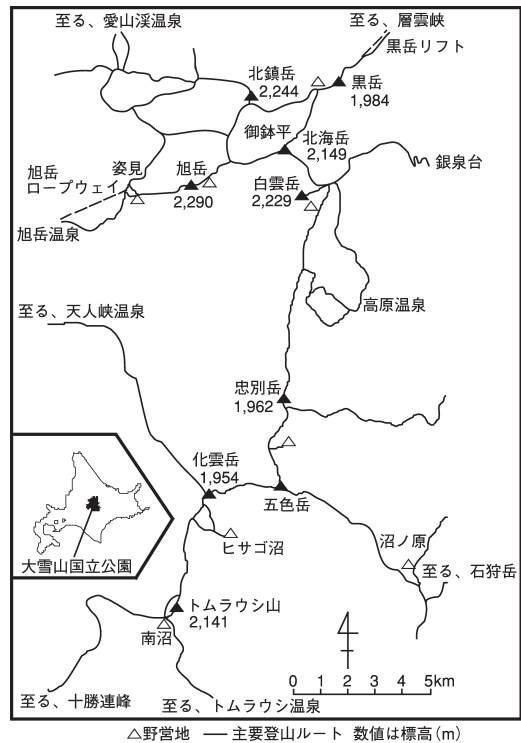 至る、愛山渓温泉
至る、層雲峡
黒岳リフト
北鎮岳
2,244
黒岳
1,984
御鉢平
北海岳
2,149
銀泉台
旭岳
ロープウェイ
姿見
旭岳
2,290
白雲岳
2,229
旭岳温泉
高原温泉
至る、天人峡温泉
忠別岳
1,962
化雲岳
1,954
五色岳
ヒサゴ沼
沼ノ原
至る、石狩岳
大雪山国立公園
トムラウシ山
2,141
南沼
0 1 2 3 4 5km
至る、十勝連峰
至る、トムラウシ温泉
△野営地 ── 主要登山ルート 数値は標高(m)